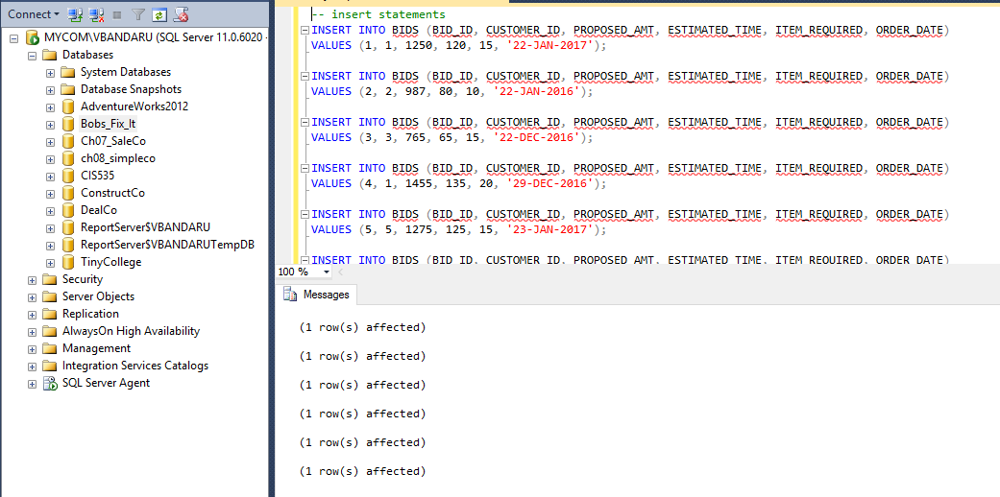 Connect
MYCOM\VBANDARU (SQL Server 11.0.6020 -
Databases
System Databases
Database Snapshots
AdventureWorks2012
Bobs_Fix_It
Ch07_SaleCo
ch08_simpleco
CIS535
ConstructCo
DealCo
ReportServer$VBANDARU
ReportServer$VBANDARUTempDB
TinyCollege
Security
Server Objects
Replication
AlwaysOn High Availability
Management
Integration Services Catalogs
SQL Server Agent
-- insert statements
INSERT INTO BIDS (BID_ID, CUSTOMER_ID, PROPOSED_AMT, ESTIMATED_TIME, ITEM_REQUIRED, ORDER_DATE)
VALUES (1, 1, 1250, 120, 15, '22-JAN-2017');
INSERT INTO BIDS (BID_ID, CUSTOMER_ID, PROPOSED_AMT, ESTIMATED_TIME, ITEM_REQUIRED, ORDER_DATE)
VALUES (2, 2, 987, 80, 10, '22-JAN-2016');
INSERT INTO BIDS (BID_ID, CUSTOMER_ID, PROPOSED_AMT, ESTIMATED_TIME, ITEM_REQUIRED, ORDER_DATE)
VALUES (3, 3, 765, 65, 15, '22-DEC-2016');
INSERT INTO BIDS (BID_ID, CUSTOMER_ID, PROPOSED_AMT, ESTIMATED_TIME, ITEM_REQUIRED, ORDER_DATE)
VALUES (4, 1, 1455, 135, 20, '29-DEC-2016');
INSERT INTO BIDS (BID_ID, CUSTOMER_ID, PROPOSED_AMT, ESTIMATED_TIME, ITEM_REQUIRED, ORDER_DATE)
VALUES (5, 5, 1275, 125, 15, '23-JAN-2017');
INSERT INTO BIDS (BID_ID, CUSTOMER_ID, PROPOSED_AMT, ESTIMATED_TIME, ITEM_REQUIRED, ORDER_DATE)
100 %
Messages
(1 row(s) affected)
(1 row(s) affected)
(1 row(s) affected)
(1 row(s) affected)
(1 row(s) affected)
(1 row(s) affected)